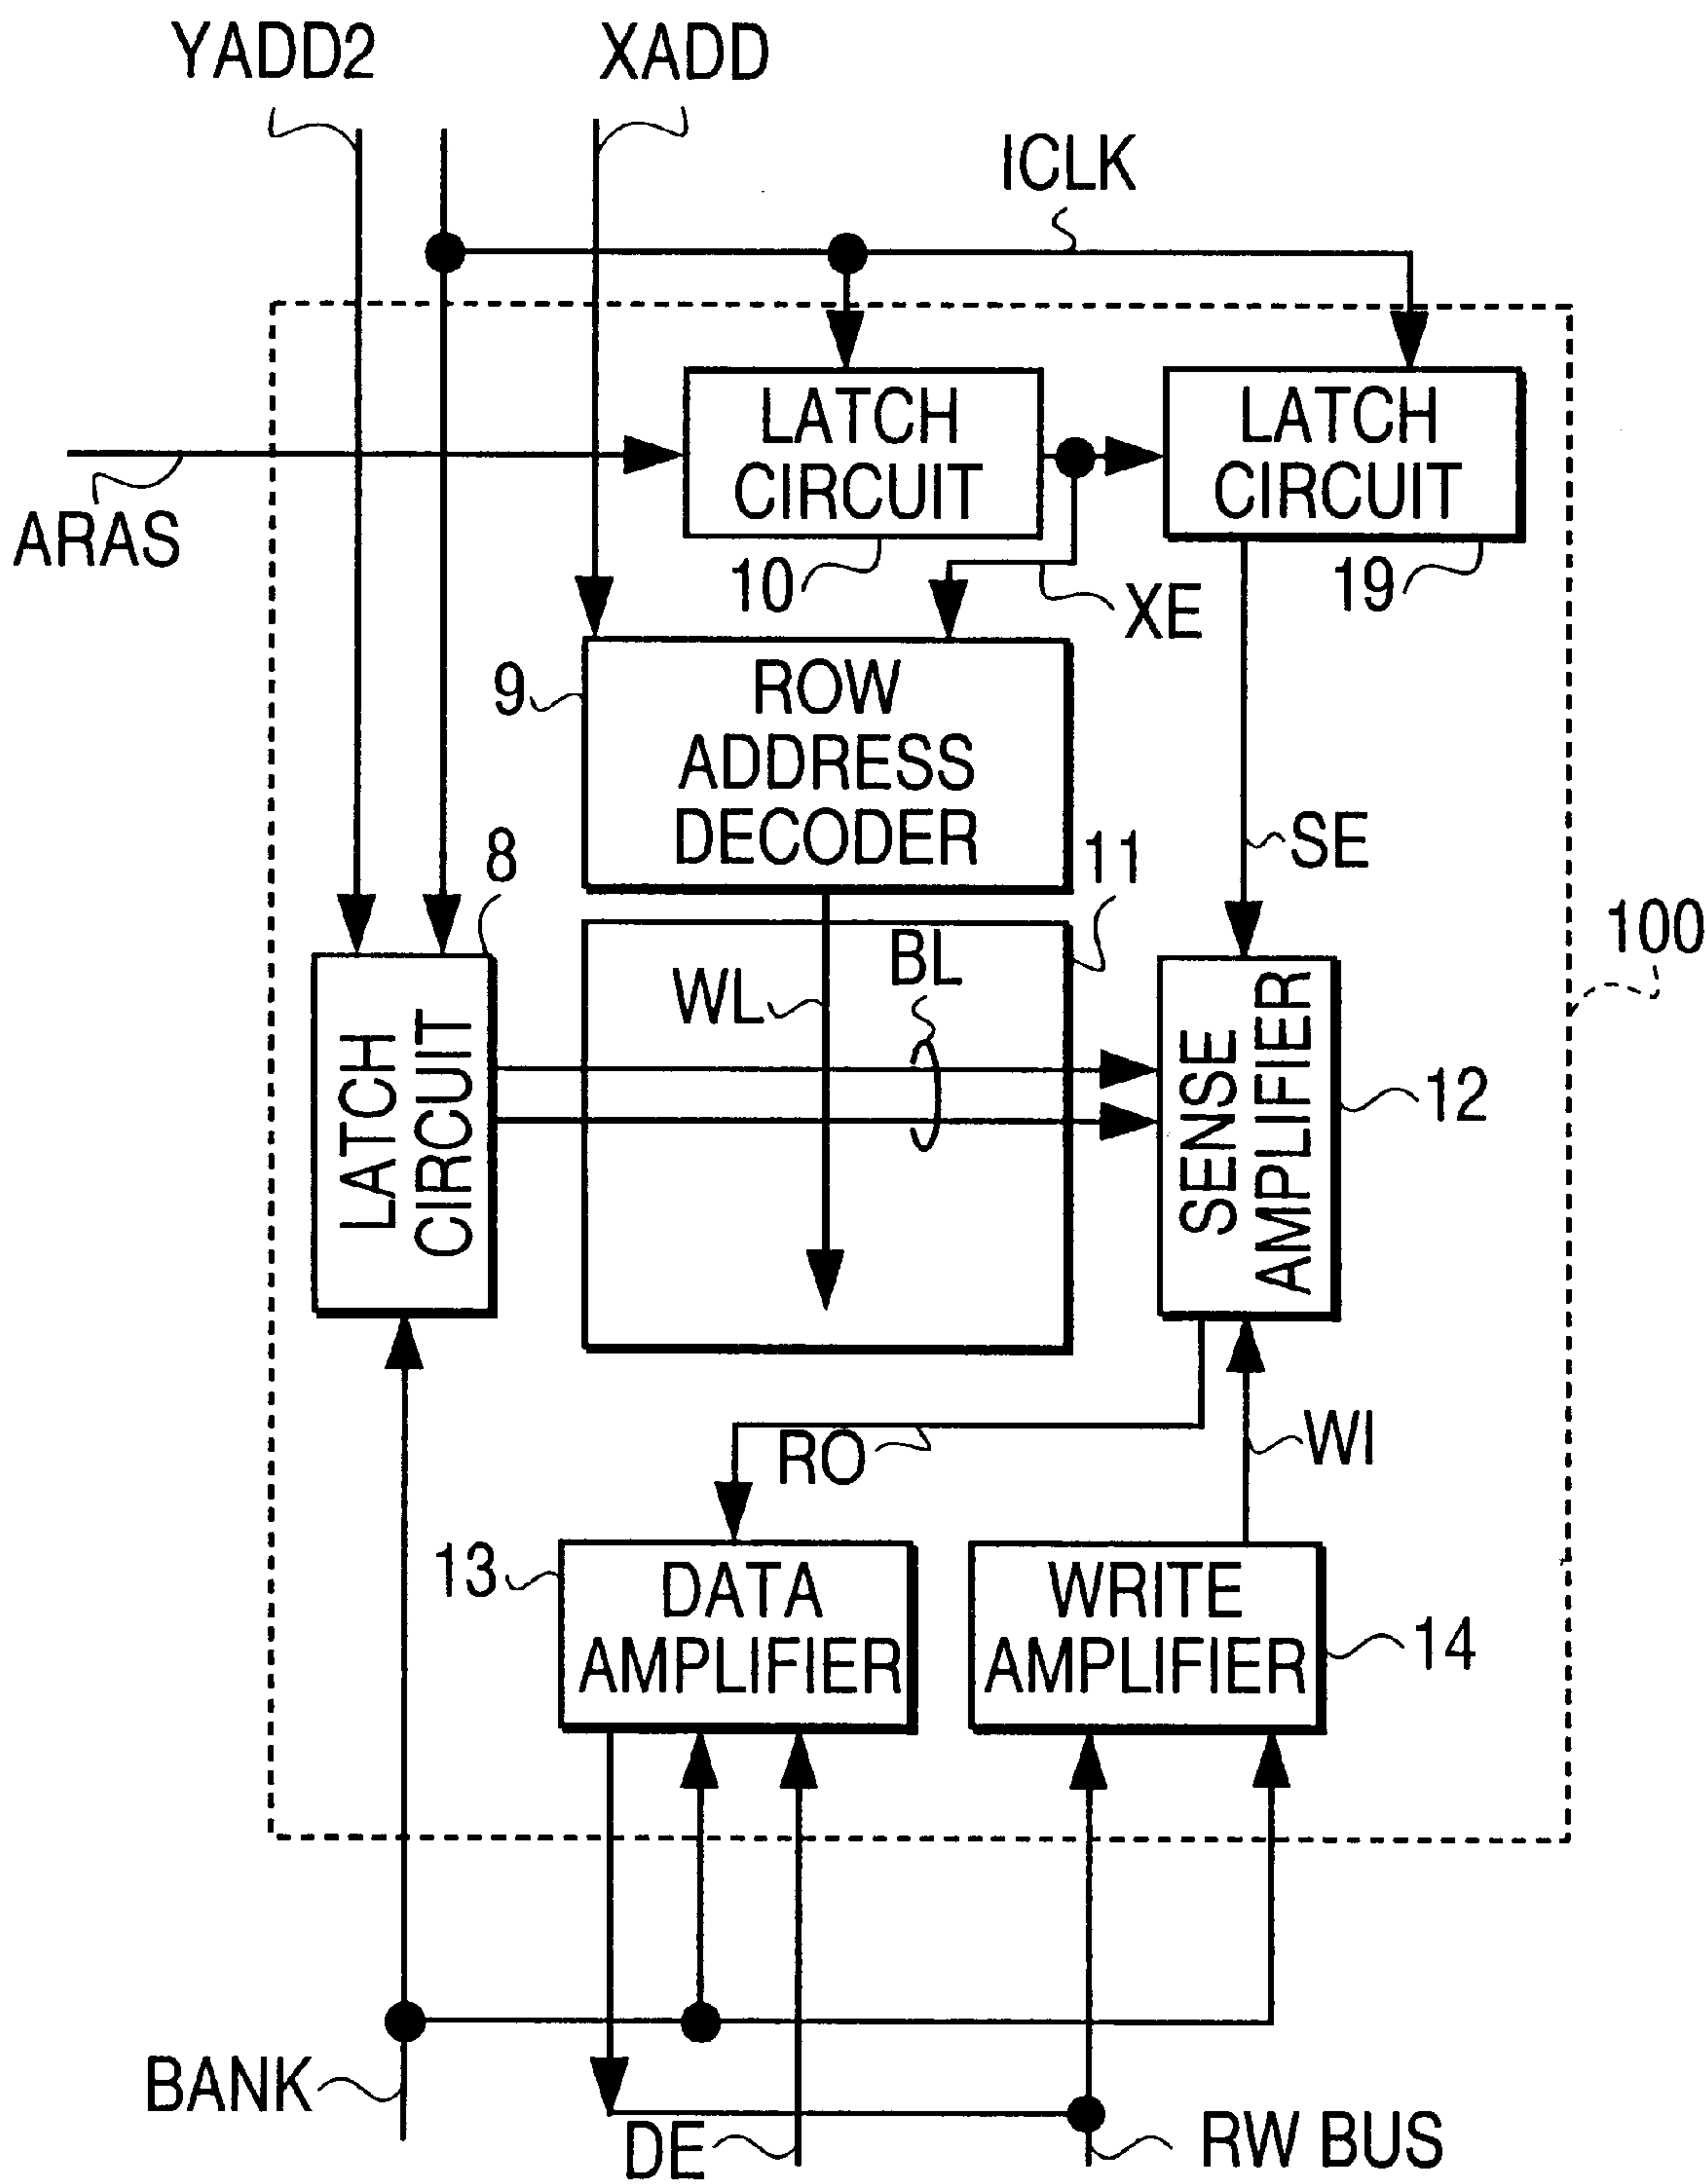 YADD2
XADD
ICLK
LATCH
CIRCUIT
LATCH
CIRCUIT
ARAS
10
XE
19
9
ROW
ADDRESS
DECODER
8
11
SE
100
WL
BL
LATCH
CIRCUIT
SENSE
AMPLIFIER
12
RO
WI
13
DATA
AMPLIFIER
WRITE
AMPLIFIER
14
BANK
DE
RW BUS